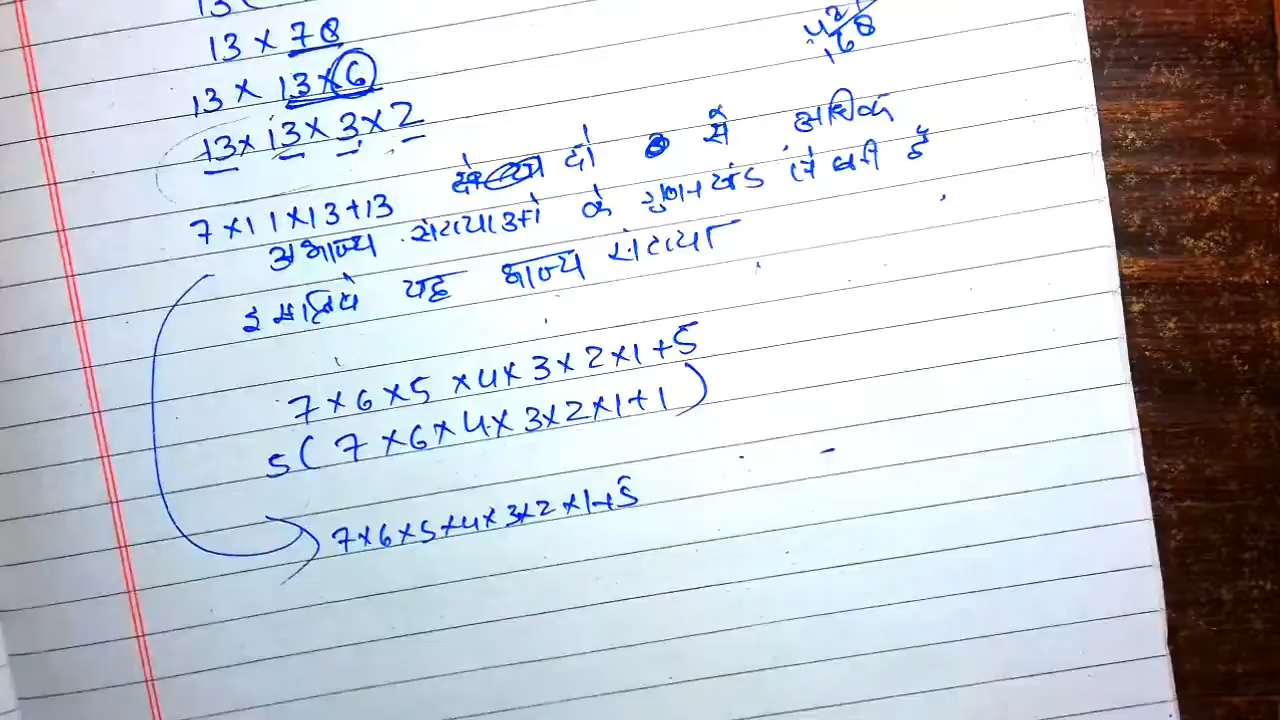 13
13 × 78
13 × 13 × 6
13 × 13 × 3 × 2
7 × 11 × 13 + 13 दो से अधिक
अभाज्य संख्याओं के गुणनखंड से बनी है
इसलिये यह भाज्य संख्या
7 × 6 × 5 × 4 × 3 × 2 × 1 + 5
5 ( 7 × 6 × 4 × 3 × 2 × 1 + 1 )
7 × 6 × 5 × 4 × 3 × 2 × 1 + 5